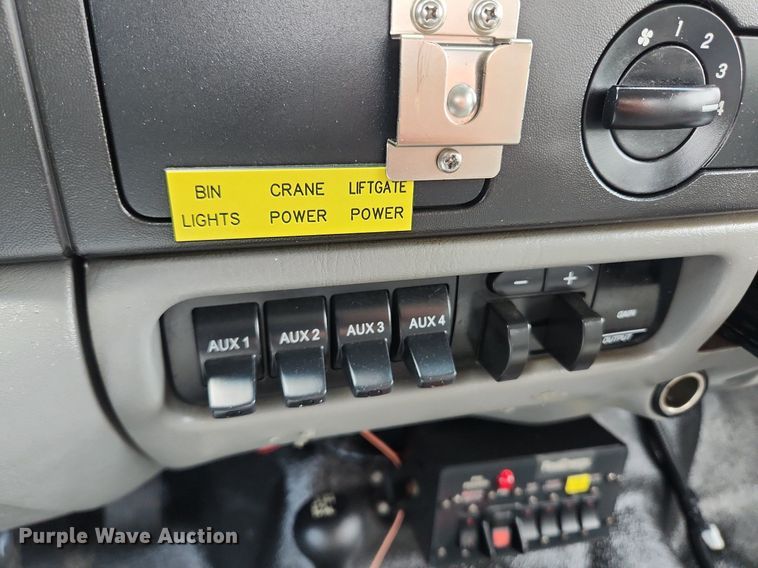 1 2 3 4
BIN CRANE LIFTGATE
LIGHTS POWER POWER
− +
AUX 1 AUX 2 AUX 3 AUX 4
GAIN
OUTPUT
Purple Wave Auction